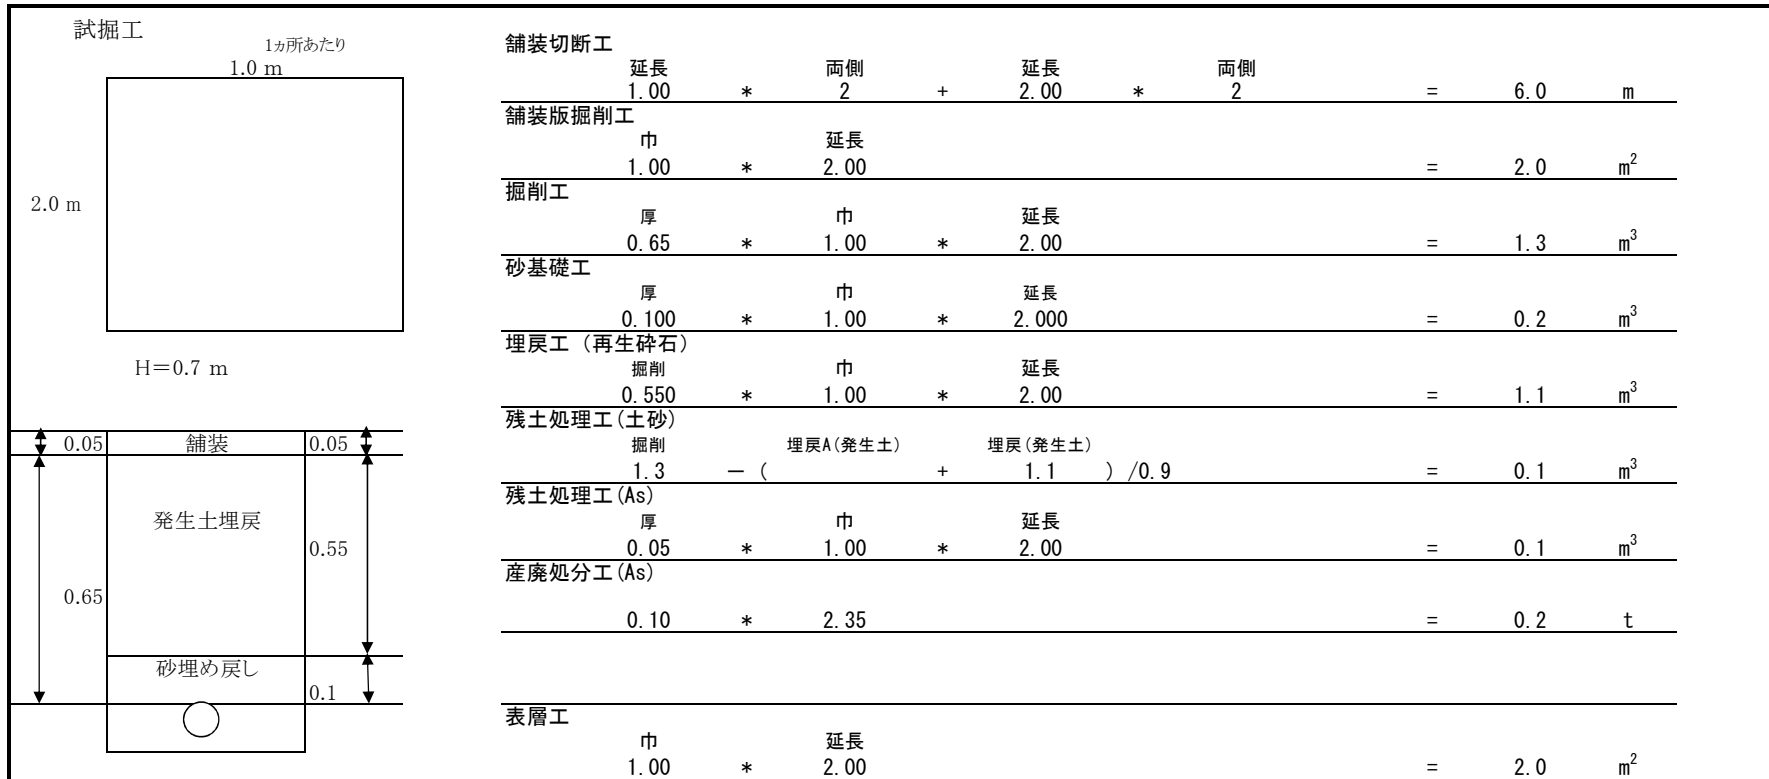 試掘工
1ヵ所あたり
1.0 m
2.0 m
H＝0.7 m
0.05 舗装 0.05
発生土埋戻
0.55
0.65
砂埋め戻し
0.1
舗装切断工
延長 両側 延長 両側
1.00 * 2 + 2.00 * 2 = 6.0 m
舗装版掘削工
巾 延長
1.00 * 2.00 = 2.0 m²
掘削工
厚 巾 延長
0.65 * 1.00 * 2.00 = 1.3 m³
砂基礎工
厚 巾 延長
0.100 * 1.00 * 2.000 = 0.2 m³
埋戻工（再生砕石）
掘削 巾 延長
0.550 * 1.00 * 2.00 = 1.1 m³
残土処理工(土砂)
掘削 埋戻A(発生土) 埋戻(発生土)
1.3 －（ + 1.1 ）/0.9 = 0.1 m³
残土処理工(As)
厚 巾 延長
0.05 * 1.00 * 2.00 = 0.1 m³
産廃処分工(As)
0.10 * 2.35 = 0.2 t
表層工
巾 延長
1.00 * 2.00 = 2.0 m²